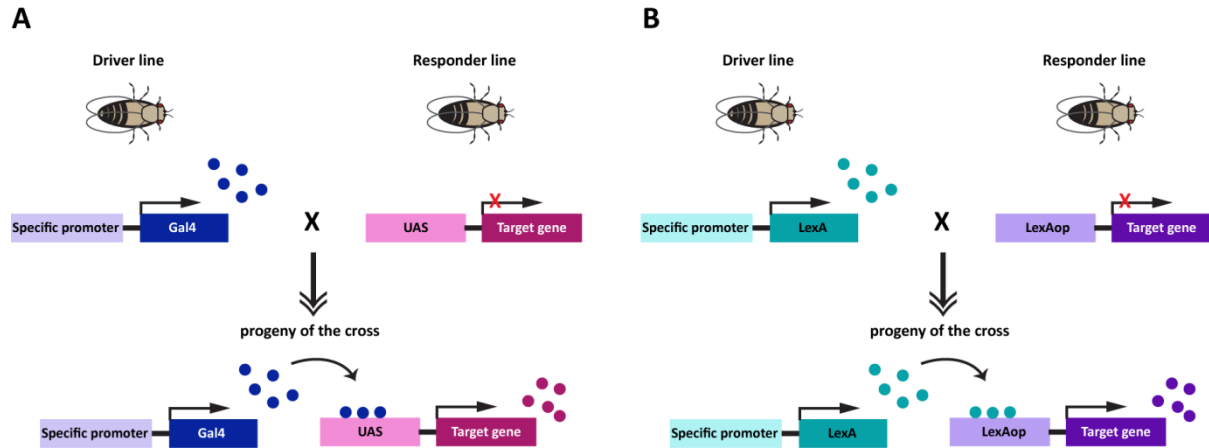 A
Driver line
Responder line
Specific promoter
Gal4
X
UAS
X
Target gene
progeny of the cross
Specific promoter
Gal4
UAS
Target gene
B
Driver line
Responder line
Specific promoter
LexA
X
LexAop
X
Target gene
progeny of the cross
Specific promoter
LexA
LexAop
Target gene